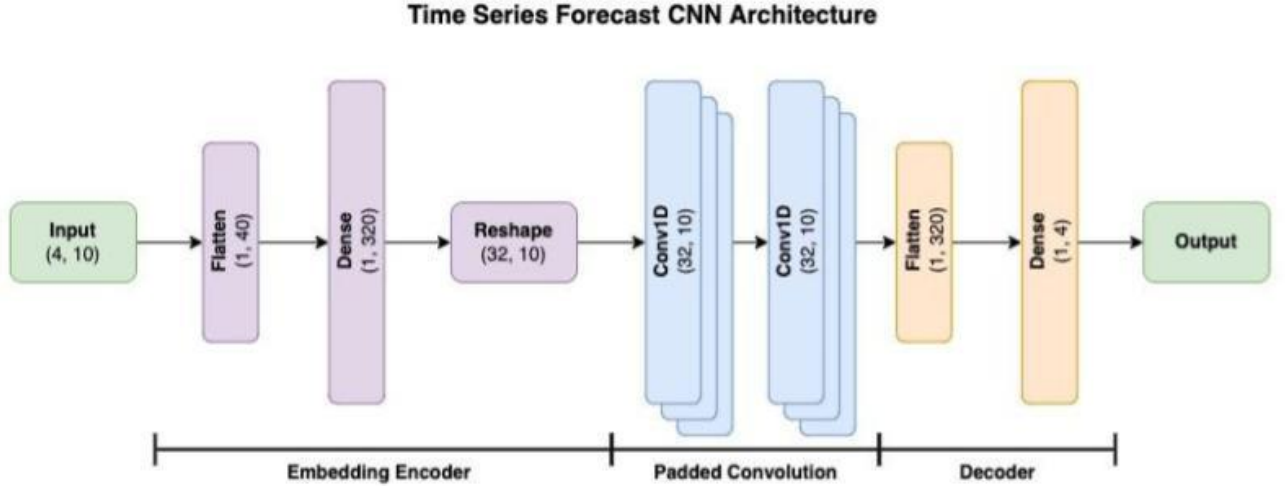 Time Series Forecast CNN Architecture
Input
(4, 10)
Flatten
(1, 40)
Dense
(1, 320)
Reshape
(32, 10)
Conv1D
(32, 10)
Conv1D
(32, 10)
Flatten
(1, 320)
Dense
(1, 4)
Output
Embedding Encoder
Padded Convolution
Decoder